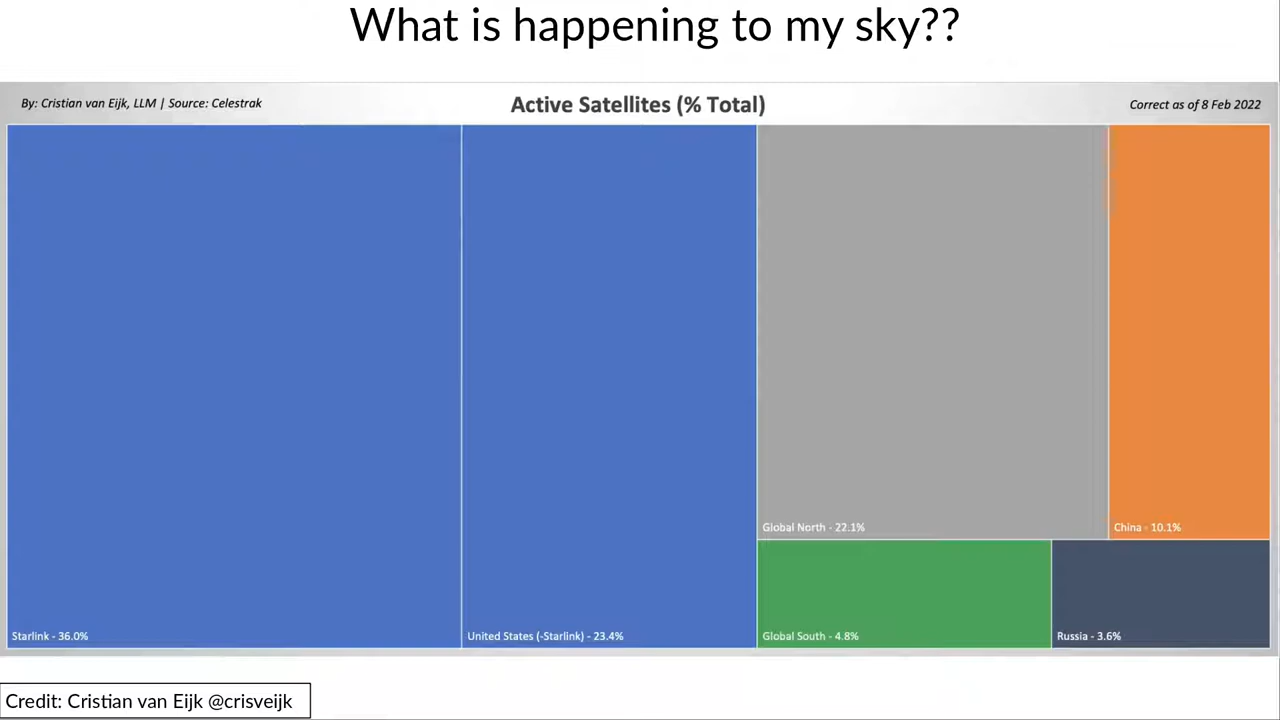 What is happening to my sky??
By: Cristian van Eijk, LLM | Source: Celestrak
Active Satellites (% Total)
Correct as of 8 Feb 2022
Global North - 22.1%
China - 10.1%
Starlink - 36.0%
United States (-Starlink) - 23.4%
Global South - 4.8%
Russia - 3.6%
Credit: Cristian van Eijk @crisveijk